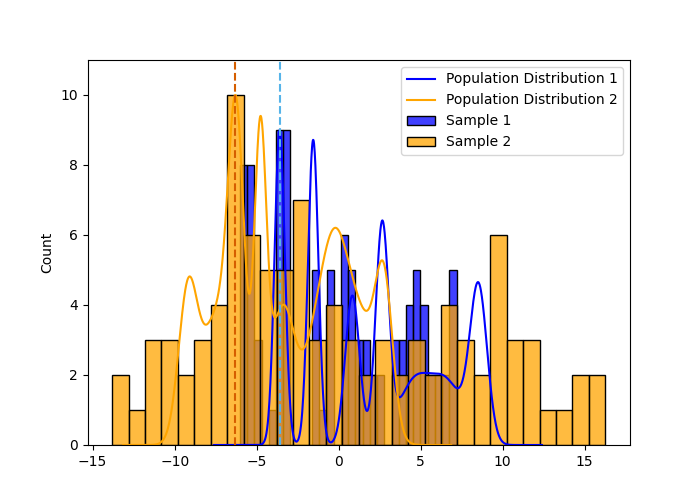 Population Distribution 1
Population Distribution 2
Sample 1
Sample 2
Count
10
8
6
4
2
0
−15
−10
−5
0
5
10
15